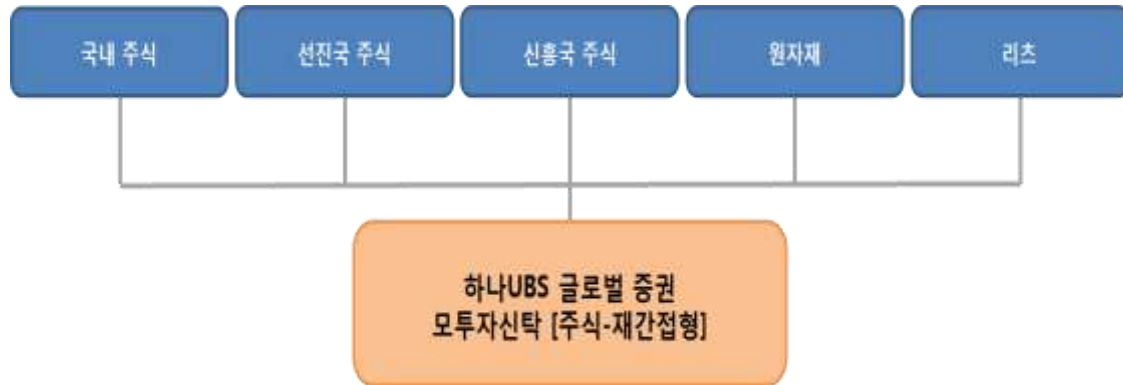 국내 주식
선진국 주식
신흥국 주식
원자재
리츠
하나UBS 글로벌 증권
모투자신탁 [주식-재간접형]